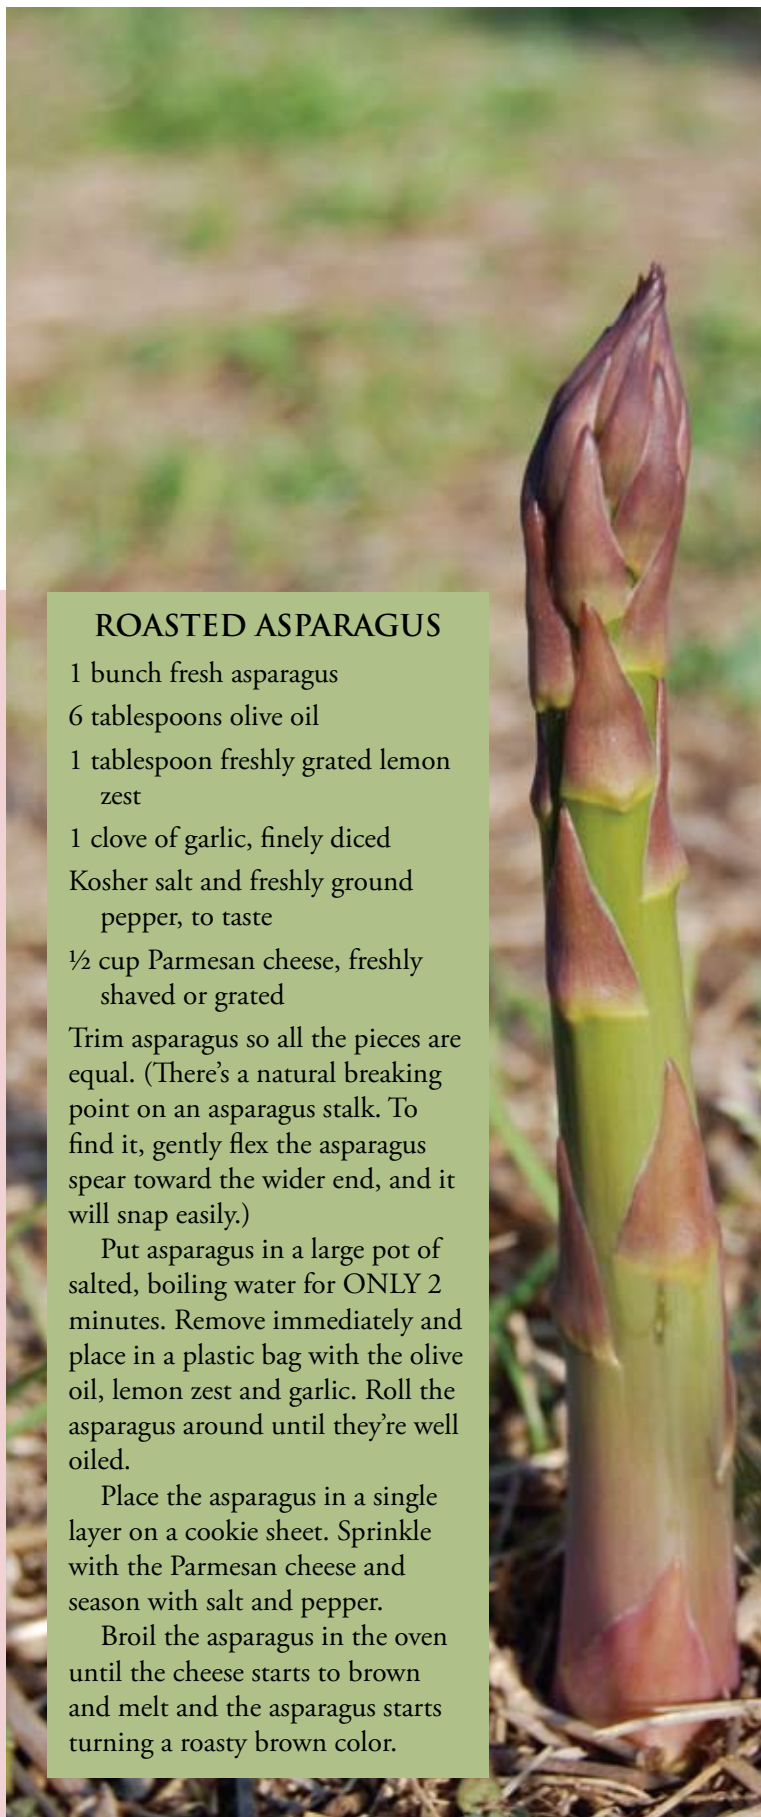 ROASTED ASPARAGUS
1 bunch fresh asparagus
6 tablespoons olive oil
1 tablespoon freshly grated lemon
zest
1 clove of garlic, finely diced
Kosher salt and freshly ground
pepper, to taste
½ cup Parmesan cheese, freshly
shaved or grated
Trim asparagus so all the pieces are
equal. (There’s a natural breaking
point on an asparagus stalk. To
find it, gently flex the asparagus
spear toward the wider end, and it
will snap easily.)
Put asparagus in a large pot of
salted, boiling water for ONLY 2
minutes. Remove immediately and
place in a plastic bag with the olive
oil, lemon zest and garlic. Roll the
asparagus around until they’re well
oiled.
Place the asparagus in a single
layer on a cookie sheet. Sprinkle
with the Parmesan cheese and
season with salt and pepper.
Broil the asparagus in the oven
until the cheese starts to brown
and melt and the asparagus starts
turning a roasty brown color.